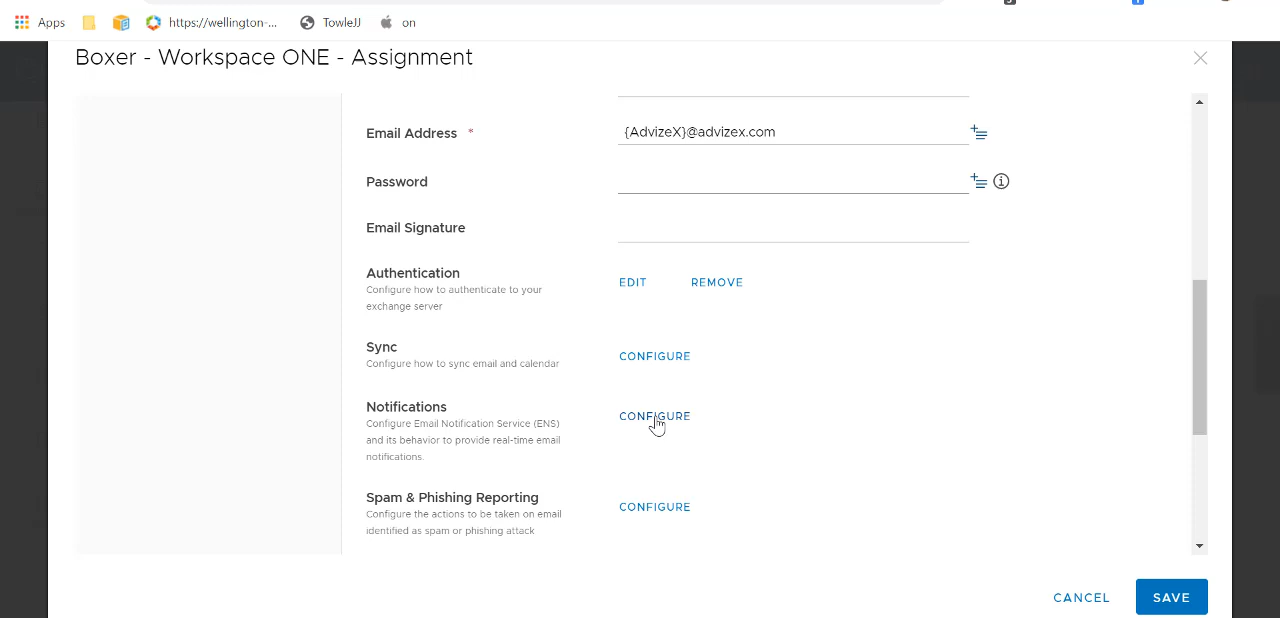 Apps
https://wellington-...
TowleJJ
on
Boxer - Workspace ONE - Assignment
Email Address *
{AdvizeX}@advizex.com
Password
Email Signature
Authentication
Configure how to authenticate to your
exchange server
EDIT
REMOVE
Sync
Configure how to sync email and calendar
CONFIGURE
Notifications
Configure Email Notification Service (ENS)
and its behavior to provide real-time email
notifications.
CONFIGURE
Spam & Phishing Reporting
Configure the actions to be taken on email
identified as spam or phishing attack
CONFIGURE
CANCEL
SAVE